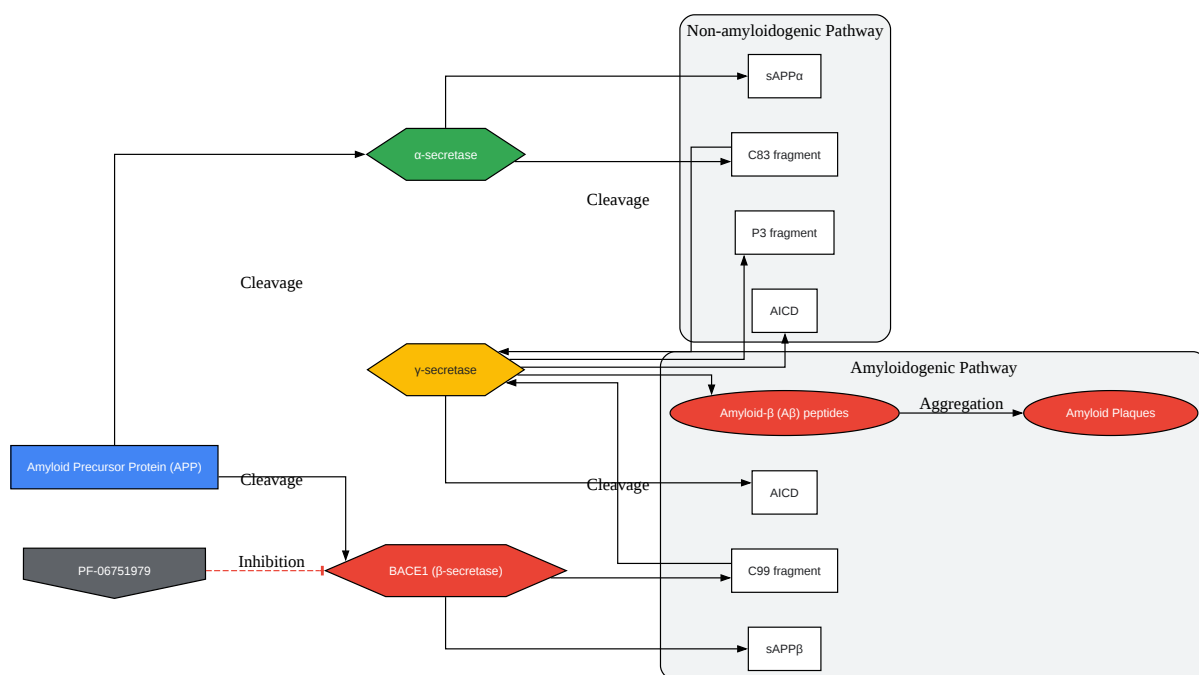 Non-amyloidogenic Pathway
sAPPα
α-secretase
C83 fragment
Cleavage
P3 fragment
Cleavage
AICD
γ-secretase
Amyloidogenic Pathway
Amyloid-β (Aβ) peptides
Aggregation
Amyloid Plaques
Amyloid Precursor Protein (APP)
Cleavage
Cleavage
AICD
PF-06751979
Inhibition
BACE1 (β-secretase)
C99 fragment
sAPPβ